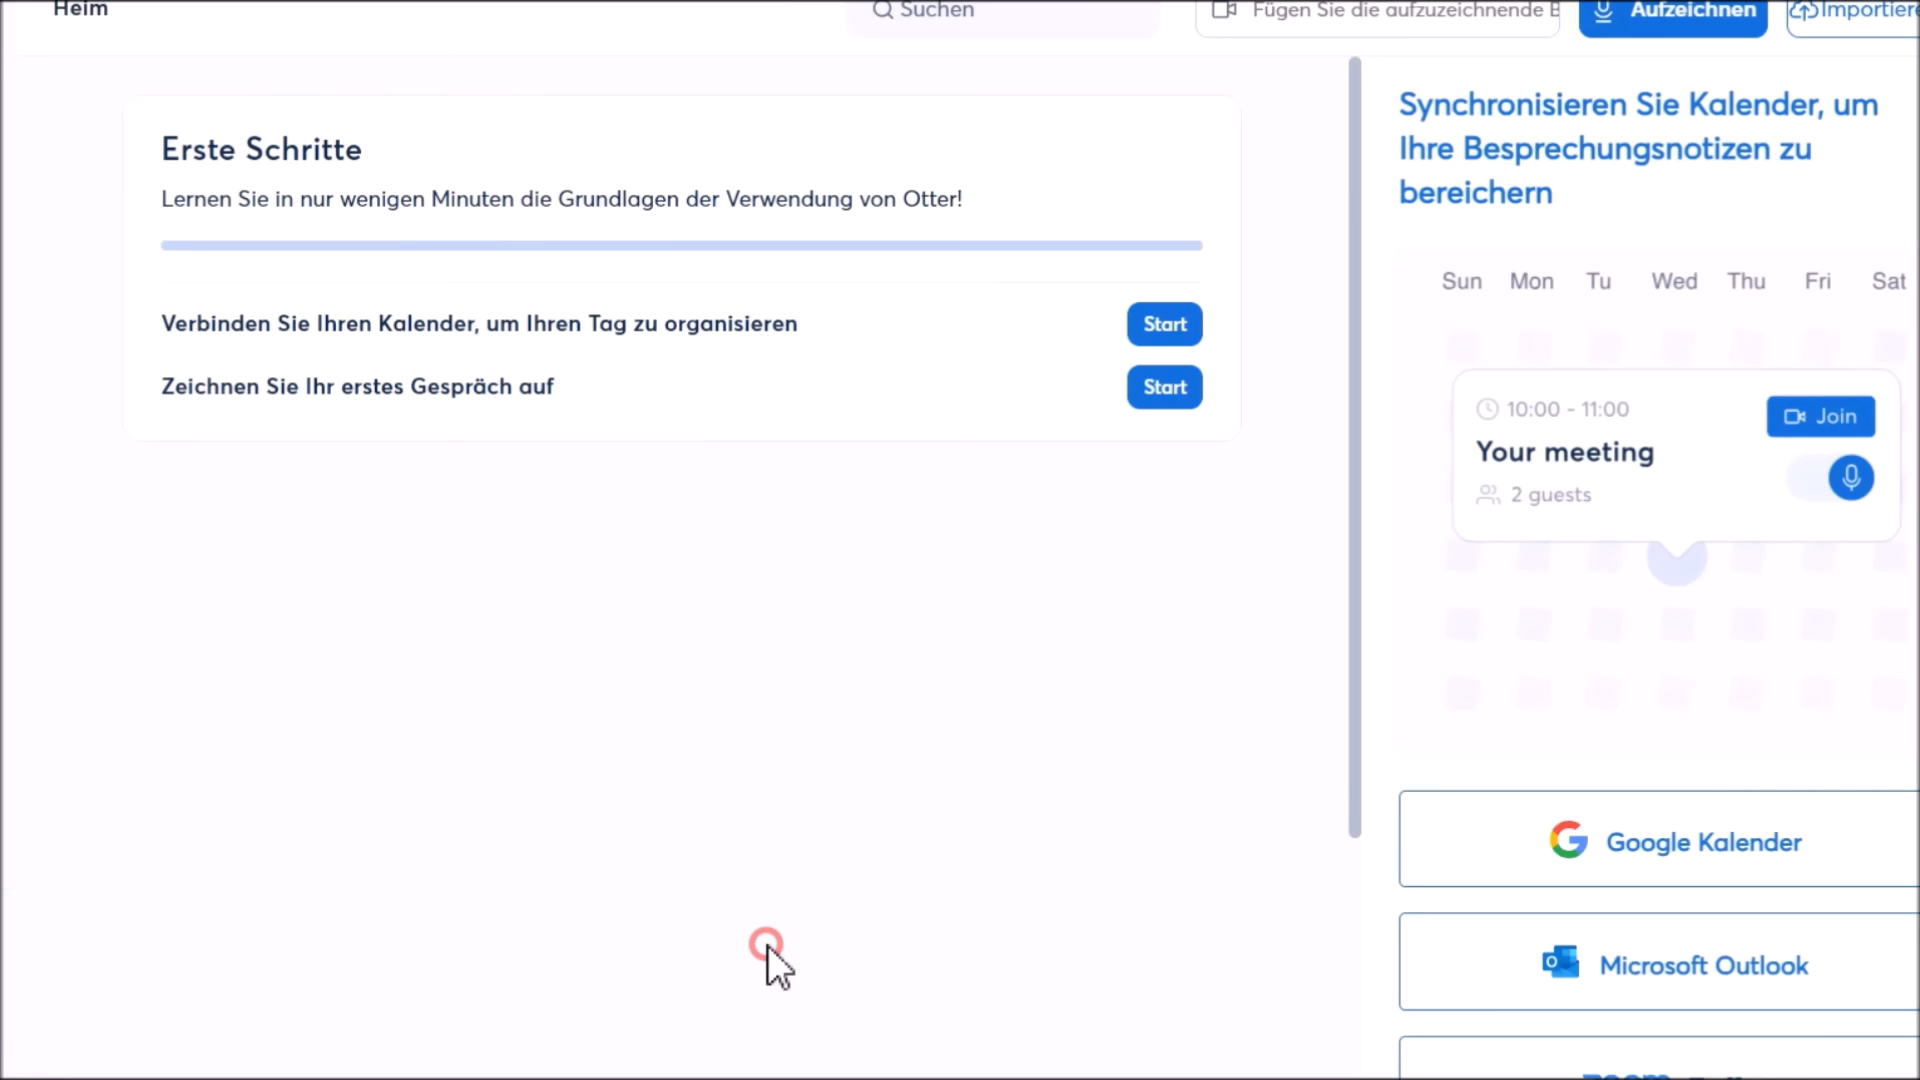 Heim
Suchen
Fügen Sie die aufzuzeichnende B
Aufzeichnen
Importiere
Erste Schritte
Lernen Sie in nur wenigen Minuten die Grundlagen der Verwendung von Otter!
Verbinden Sie Ihren Kalender, um Ihren Tag zu organisieren
Start
Zeichnen Sie Ihr erstes Gespräch auf
Start
Synchronisieren Sie Kalender, um
Ihre Besprechungsnotizen zu
bereichern
Sun Mon Tu Wed Thu Fri Sat
10:00 - 11:00
Join
Your meeting
2 guests
Google Kalender
Microsoft Outlook